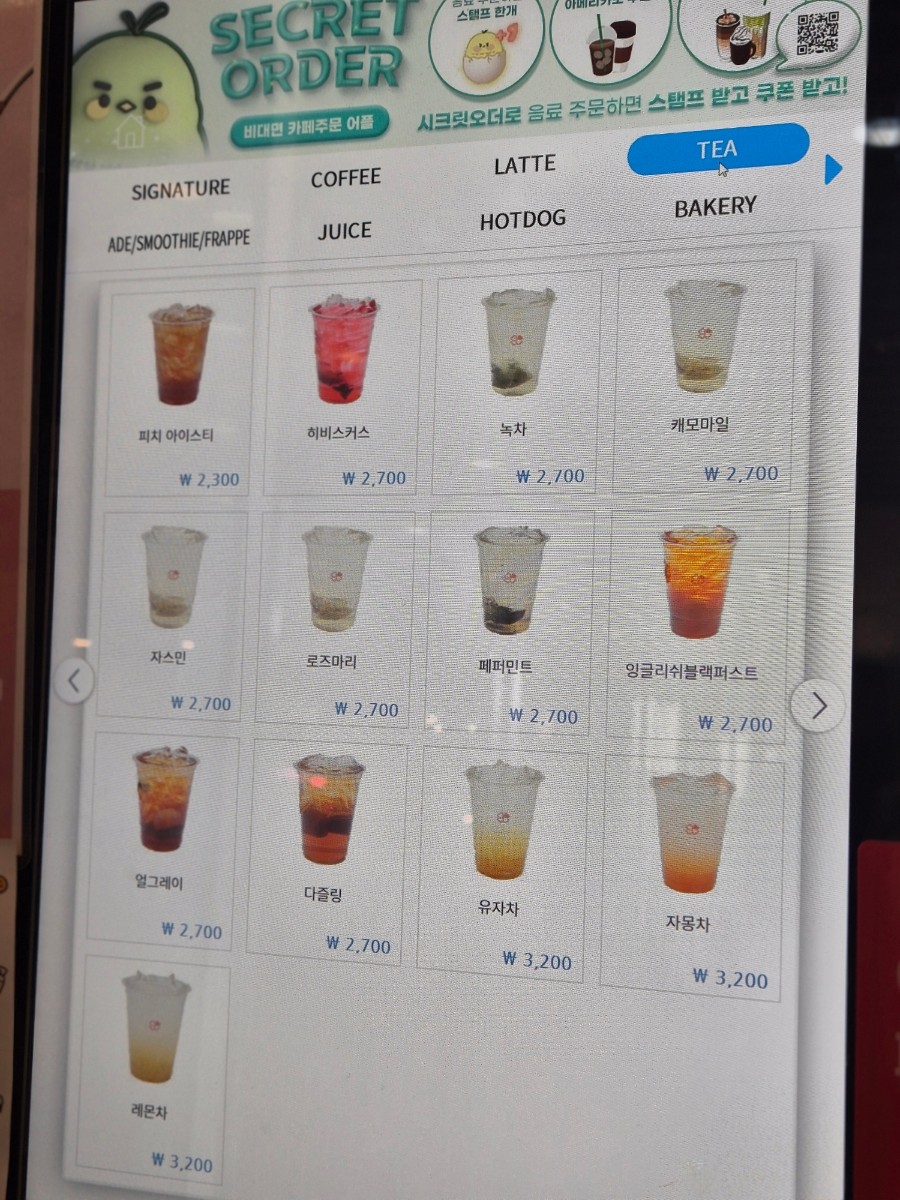 SECRET
ORDER
비대면 카페주문 어플
스탬프 한개
+1
시크릿오더로 음료 주문하면 스탬프 받고 쿠폰 받고!
SIGNATURE
COFFEE
LATTE
TEA
ADE/SMOOTHIE/FRAPPE
JUICE
HOTDOG
BAKERY
피치 아이스티
₩ 2,300
히비스커스
₩ 2,700
녹차
₩ 2,700
캐모마일
₩ 2,700
자스민
₩ 2,700
로즈마리
₩ 2,700
페퍼민트
₩ 2,700
잉글리쉬블랙퍼스트
₩ 2,700
얼그레이
₩ 2,700
다즐링
₩ 2,700
유자차
₩ 3,200
자몽차
₩ 3,200
레몬차
₩ 3,200